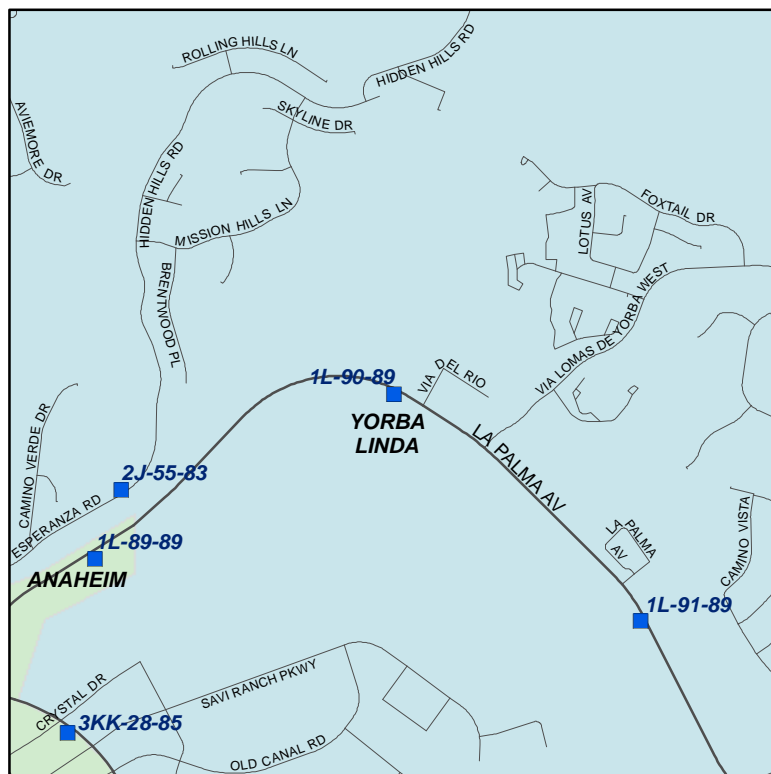 ROLLING HILLS LN
HIDDEN HILLS RD
SKYLINE DR
AVIEMORE DR
HIDDEN HILLS RD
MISSION HILLS LN
BRENTWOOD PL
LOTUS AV
FOXTAIL DR
VIA LOMAS DE YORBA WEST
1L-90-89
VIA DEL RIO
YORBA
LINDA
LA PALMA AV
CAMINO VERDE DR
2J-55-83
ESPERANZA RD
1L-89-89
ANAHEIM
LA PALMA
AV
CAMINO VISTA
1L-91-89
CRYSTAL DR
SAVI RANCH PKWY
3KK-28-85
OLD CANAL RD